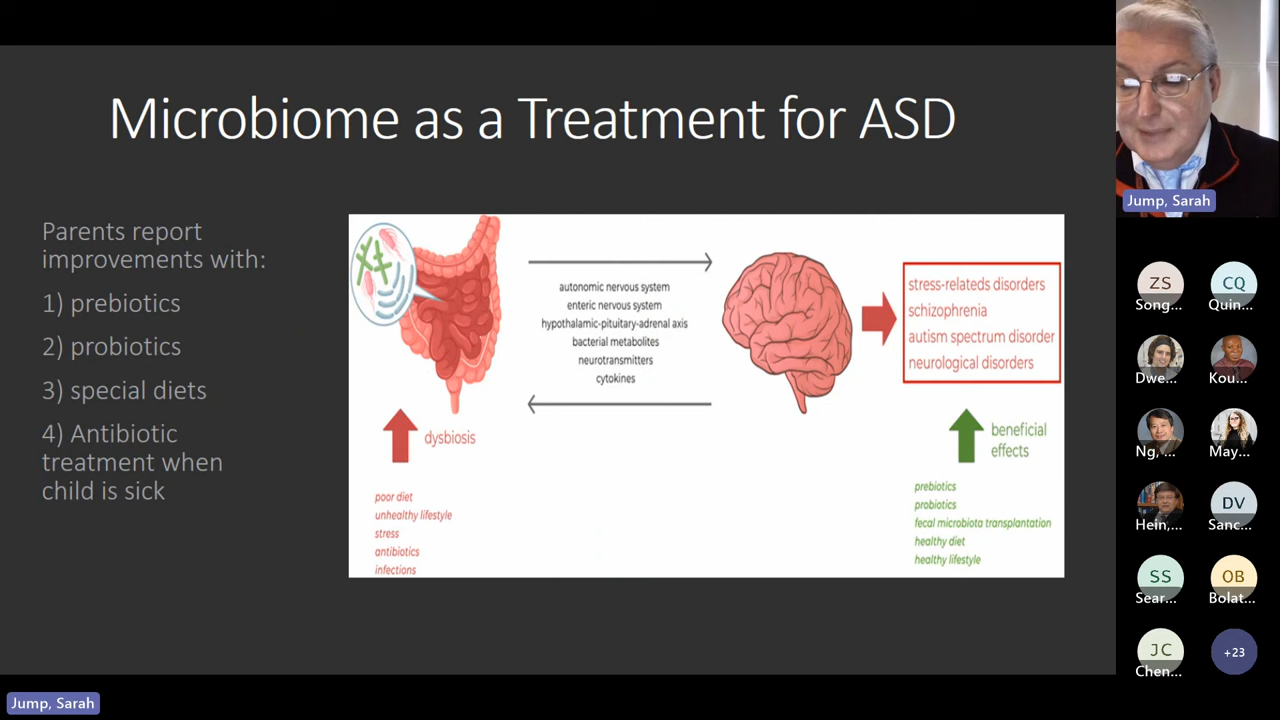 Microbiome as a Treatment for ASD
Parents report
improvements with:
1) prebiotics
2) probiotics
3) special diets
4) Antibiotic
treatment when
child is sick
autonomic nervous system
enteric nervous system
hypothalamic-pituitary-adrenal axis
bacterial metabolites
neurotransmitters
cytokines
stress-relateds disorders
schizophrenia
autism spectrum disorder
neurological disorders
dysbiosis
poor diet
unhealthy lifestyle
stress
antibiotics
infections
beneficial
effects
prebiotics
probiotics
fecal microbiota transplantation
healthy diet
healthy lifestyle
Jump, Sarah
ZS
Song...
CQ
Quin...
Dwe...
Kou...
Ng, ...
May...
Hein,...
DV
Sanc...
SS
Sear...
OB
Bolat...
JC
Chen...
+23
Jump, Sarah